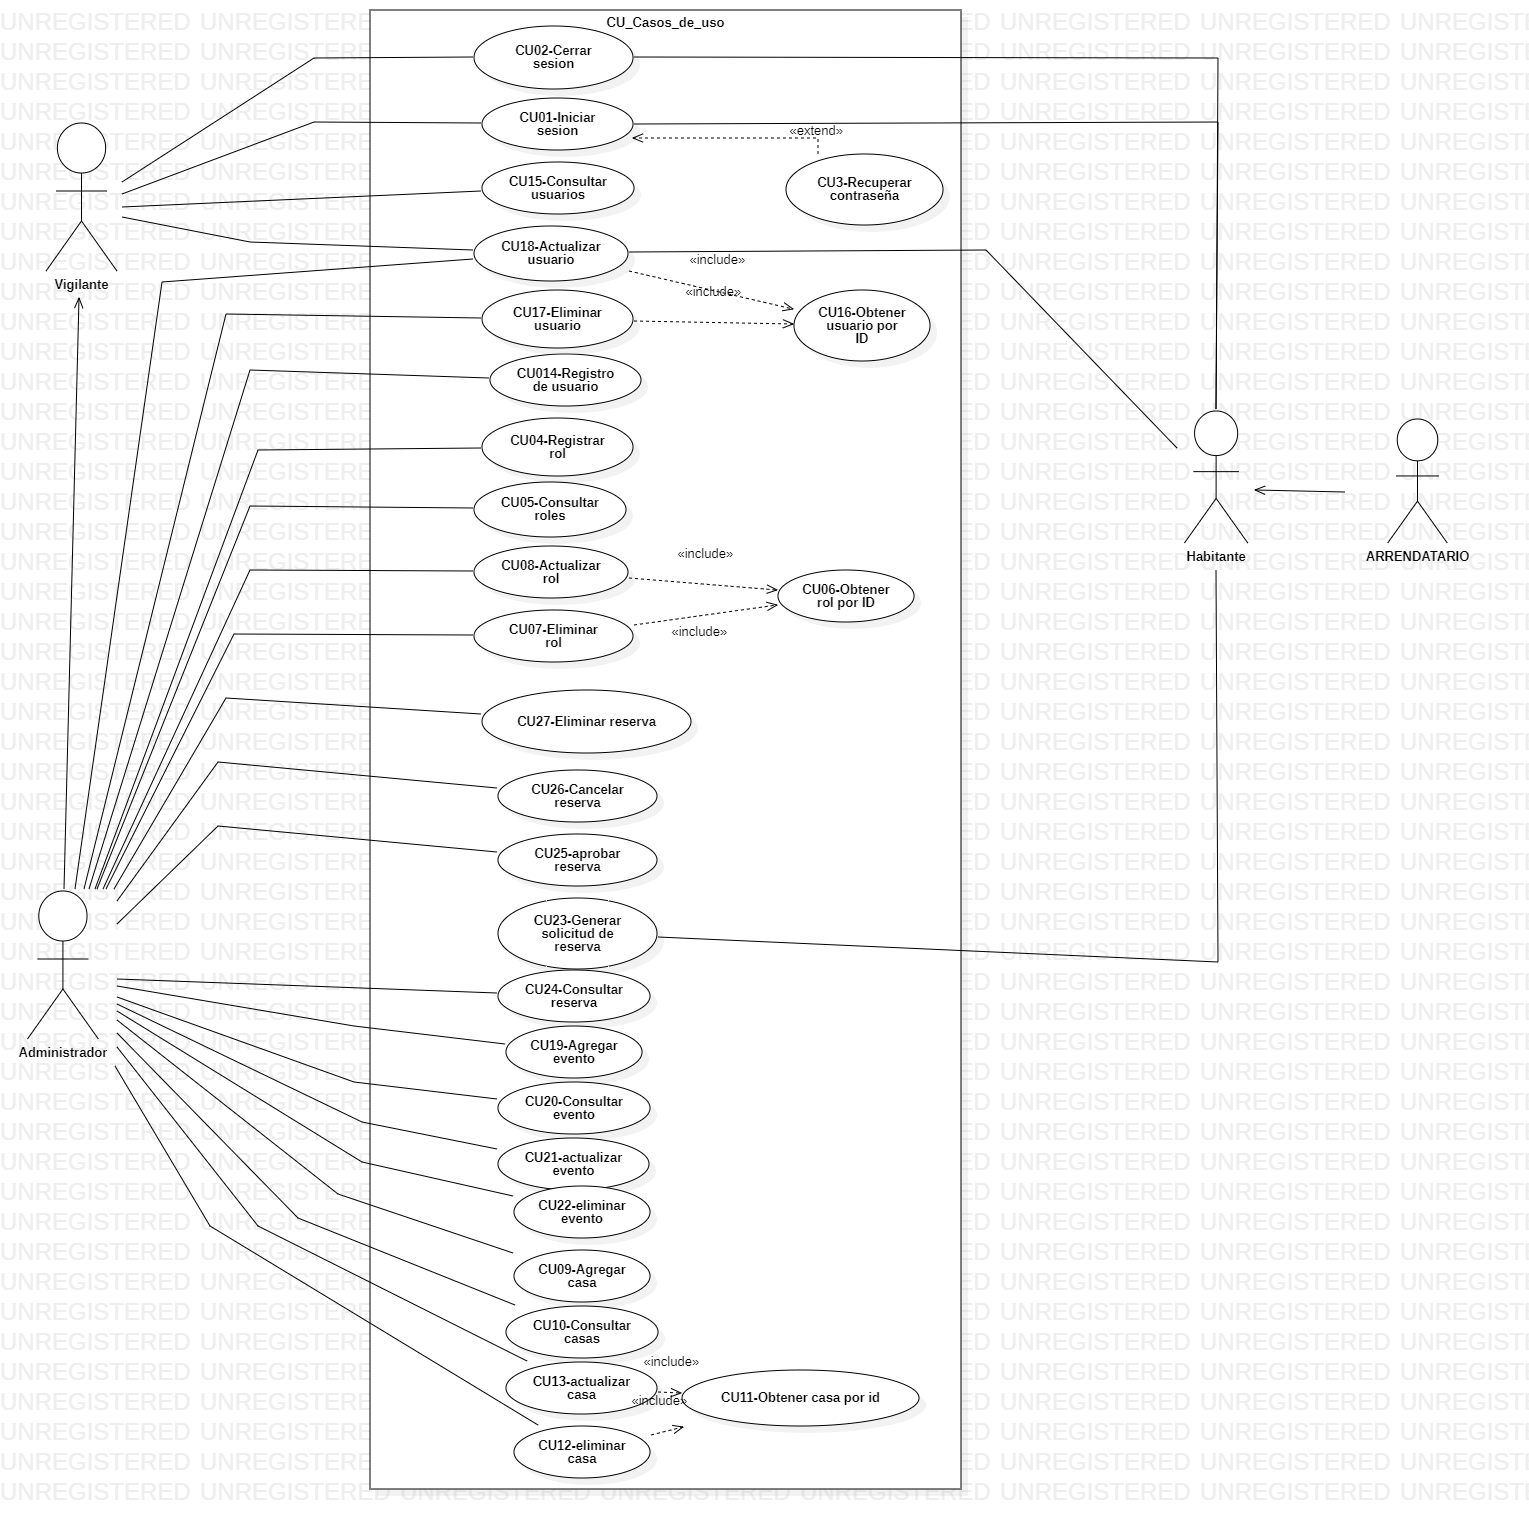 CU_Casos_de_uso
CU02-Cerrar
sesion
CU01-Iniciar
sesion
«extend»
CU3-Recuperar
contraseña
CU15-Consultar
usuarios
CU18-Actualizar
usuario
«include»
«include»
Vigilante
CU17-Eliminar
usuario
CU16-Obtener
usuario por
ID
CU014-Registro
de usuario
CU04-Registrar
rol
CU05-Consultar
roles
«include»
Habitante
ARRENDATARIO
CU08-Actualizar
rol
CU06-Obtener
rol por ID
CU07-Eliminar
rol
«include»
CU27-Eliminar reserva
CU26-Cancelar
reserva
CU25-aprobar
reserva
CU23-Generar
solicitud de
reserva
CU24-Consultar
reserva
Administrador
CU19-Agregar
evento
CU20-Consultar
evento
CU21-actualizar
evento
CU22-eliminar
evento
CU09-Agregar
casa
CU10-Consultar
casas
«include»
CU13-actualizar
casa
«include»
CU11-Obtener casa por id
CU12-eliminar
casa
UNREGISTERED